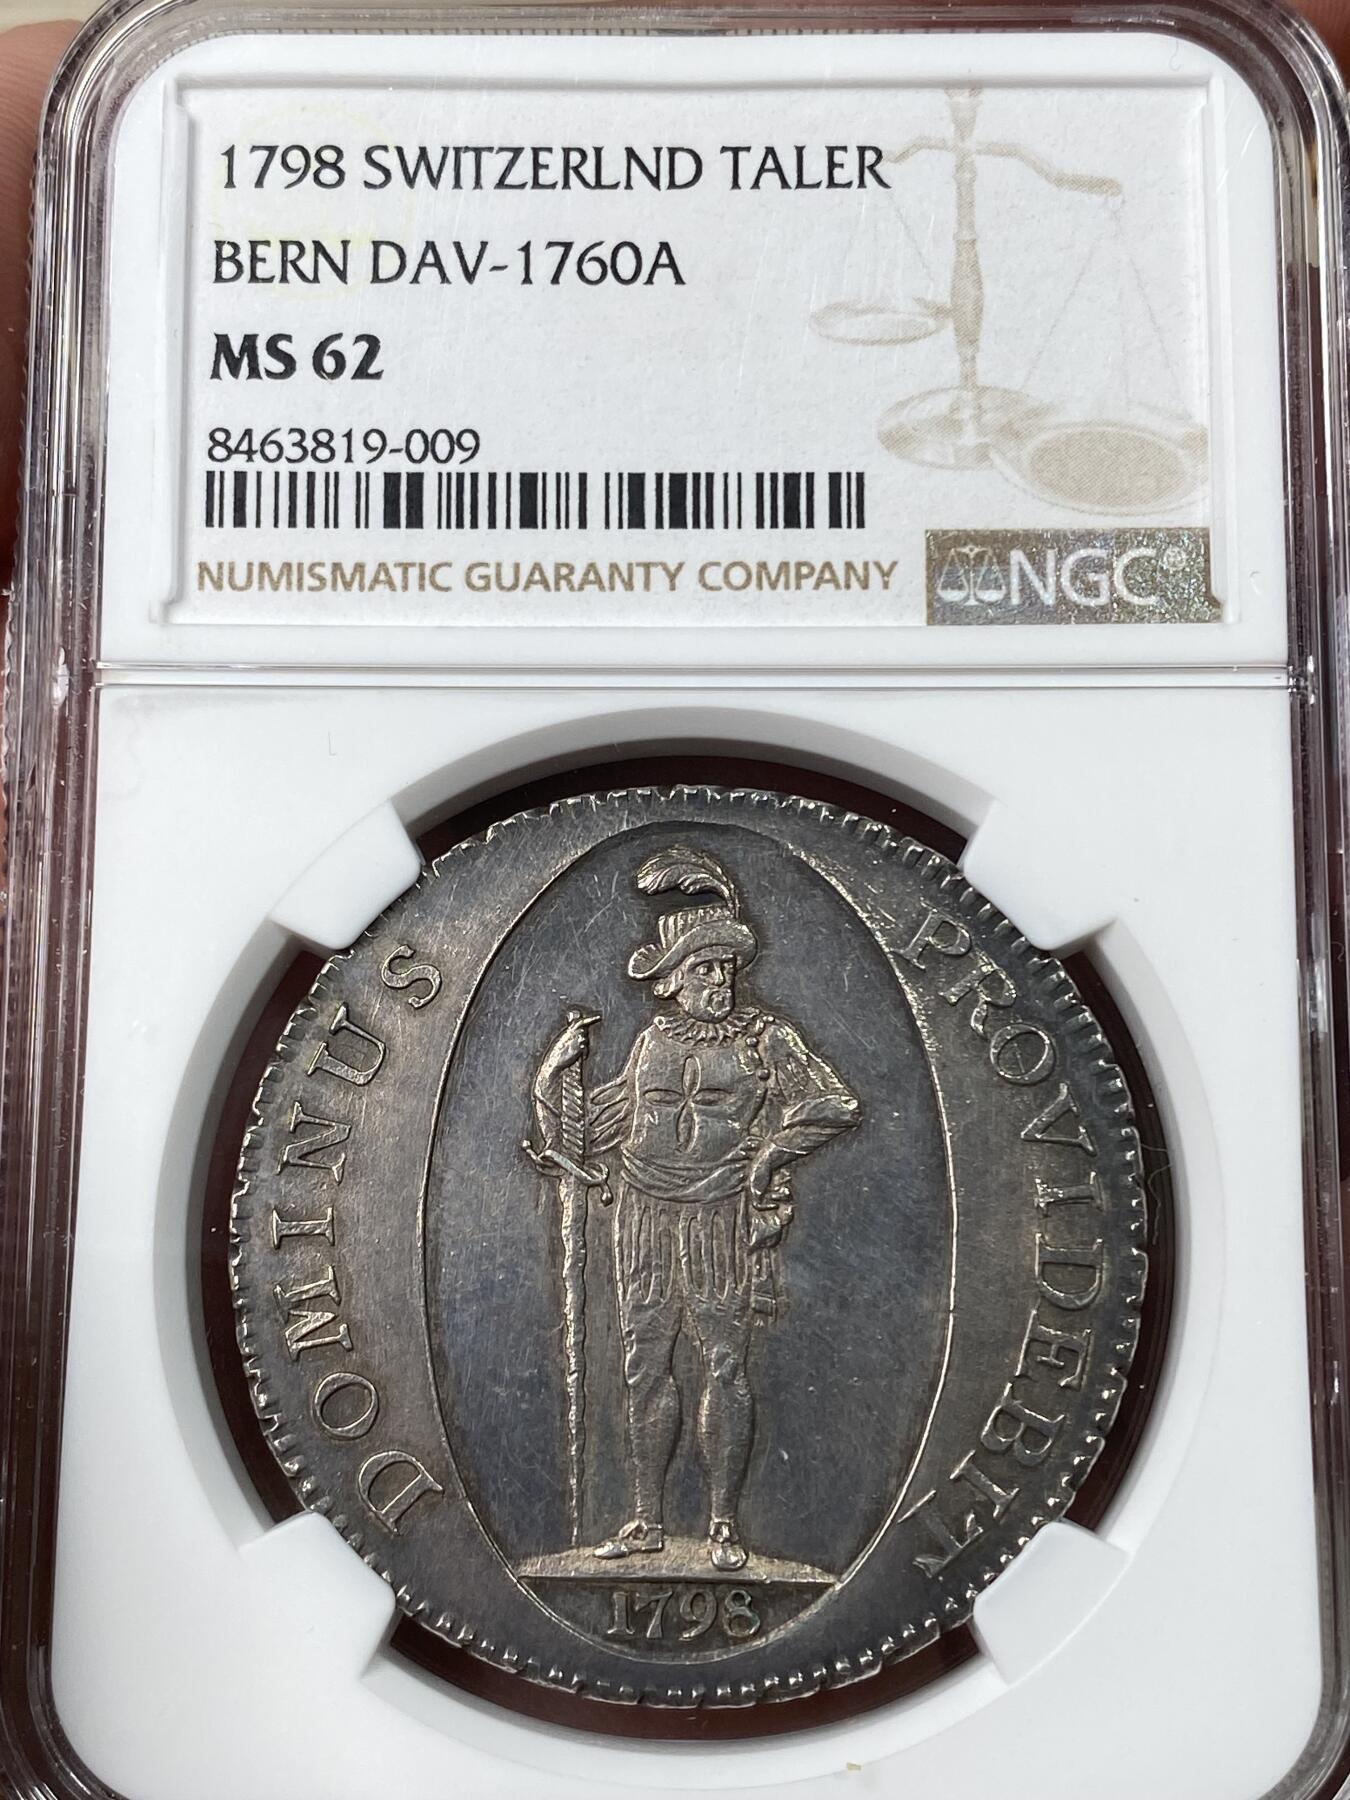 1798 SWITZERLND TALER
BERN DAV-1760A
MS 62
8463819-009
NUMISMATIC GUARANTY COMPANY
NGC®
DOMINUS PROVIDEBIT
1798